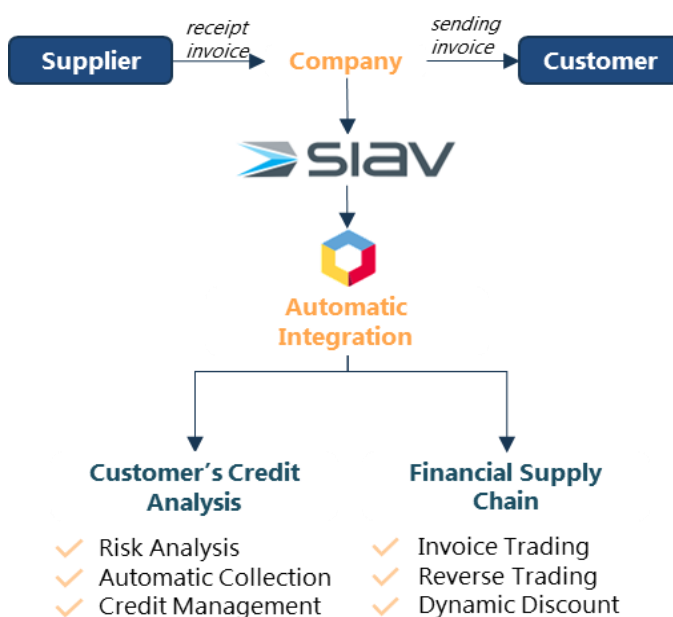 receipt
invoice
sending
invoice
Supplier
Company
Customer
SIAV
Automatic
Integration
Customer's Credit
Analysis
Financial Supply
Chain
Risk Analysis
Automatic Collection
Credit Management
Invoice Trading
Reverse Trading
Dynamic Discount